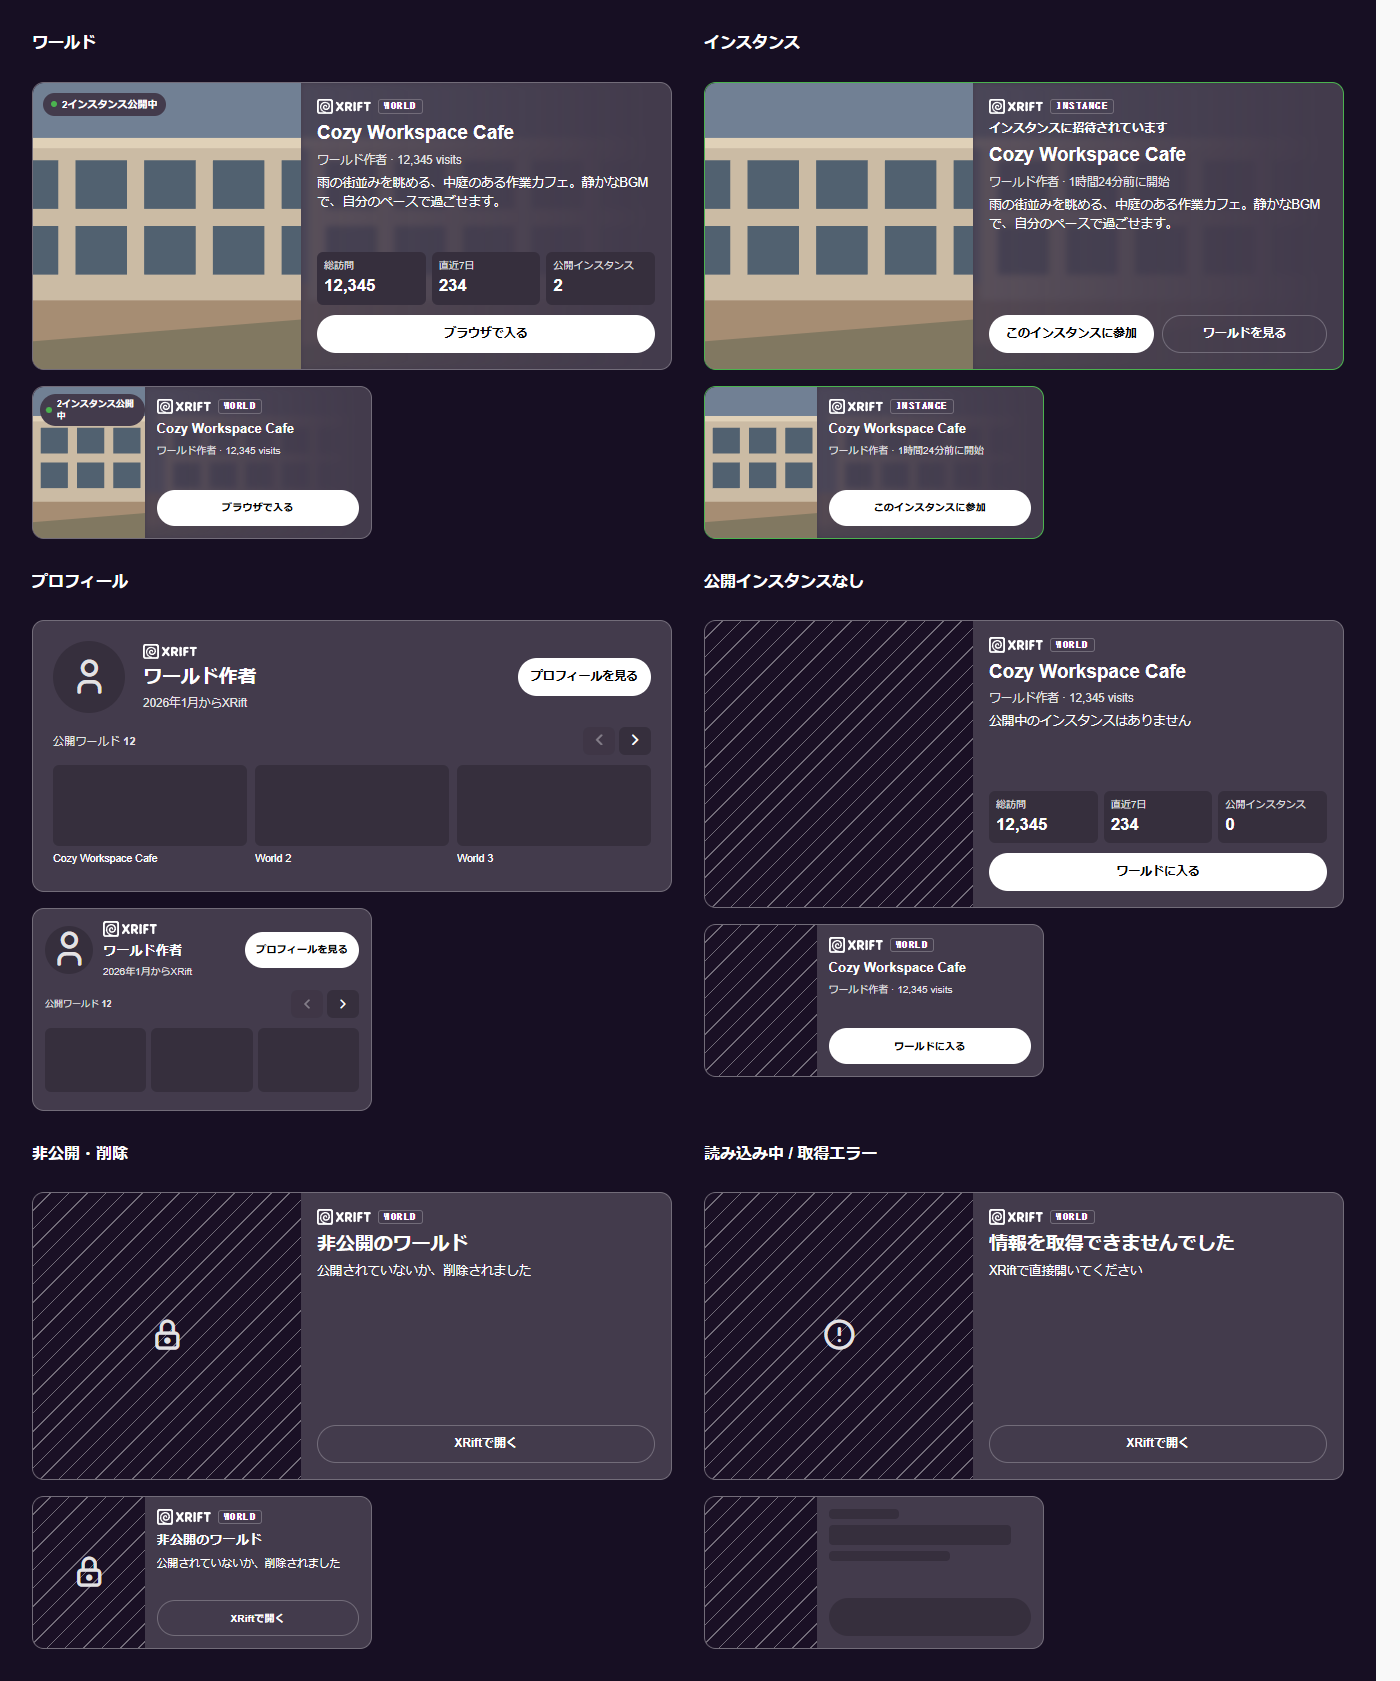 ワールド
2インスタンス公開中
XRIFT WORLD
Cozy Workspace Cafe
ワールド作者 · 12,345 visits
雨の街並みを眺める、中庭のある作業カフェ。静かなBGM
で、自分のペースで過ごせます。
総訪問 直近7日 公開インスタンス
12,345 234 2
ブラウザで入る
2インスタンス公開
中
XRIFT WORLD
Cozy Workspace Cafe
ワールド作者 · 12,345 visits
ブラウザで入る
インスタンス
XRIFT INSTANCE
インスタンスに招待されています
Cozy Workspace Cafe
ワールド作者 · 1時間24分前に開始
雨の街並みを眺める、中庭のある作業カフェ。静かなBGM
で、自分のペースで過ごせます。
このインスタンスに参加 ワールドを見る
XRIFT INSTANCE
Cozy Workspace Cafe
ワールド作者 · 1時間24分前に開始
このインスタンスに参加
プロフィール
XRIFT
ワールド作者
2026年1月からXRift
プロフィールを見る
公開ワールド 12
Cozy Workspace Cafe World 2 World 3
XRIFT
ワールド作者
2026年1月からXRift
プロフィールを見る
公開ワールド 12
公開インスタンスなし
XRIFT WORLD
Cozy Workspace Cafe
ワールド作者 · 12,345 visits
公開中のインスタンスはありません
総訪問 直近7日 公開インスタンス
12,345 234 0
ワールドに入る
XRIFT WORLD
Cozy Workspace Cafe
ワールド作者 · 12,345 visits
ワールドに入る
非公開・削除
XRIFT WORLD
非公開のワールド
公開されていないか、削除されました
XRiftで開く
XRIFT WORLD
非公開のワールド
公開されていないか、削除されました
XRiftで開く
読み込み中 / 取得エラー
XRIFT WORLD
情報を取得できませんでした
XRiftで直接開いてください
XRiftで開く